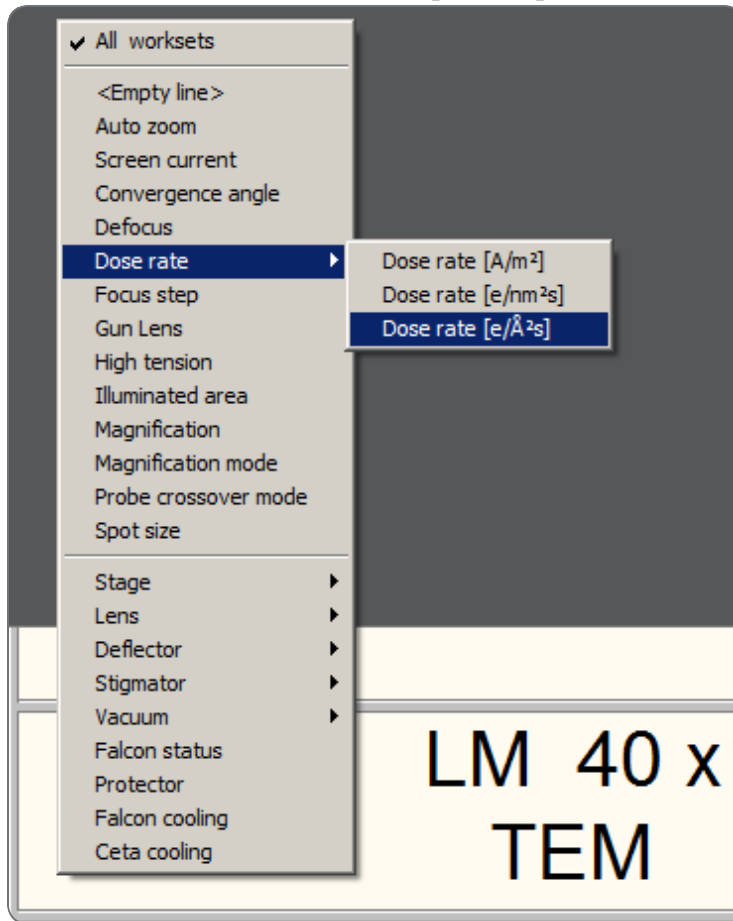 All worksets
<Empty line>
Auto zoom
Screen current
Convergence angle
Defocus
Dose rate
Dose rate [A/m²]
Dose rate [e/nm²s]
Dose rate [e/Å²s]
Focus step
Gun Lens
High tension
Illuminated area
Magnification
Magnification mode
Probe crossover mode
Spot size
Stage
Lens
Deflector
Stigmator
Vacuum
Falcon status
Protector
Falcon cooling
Ceta cooling
LM 40 x
TEM